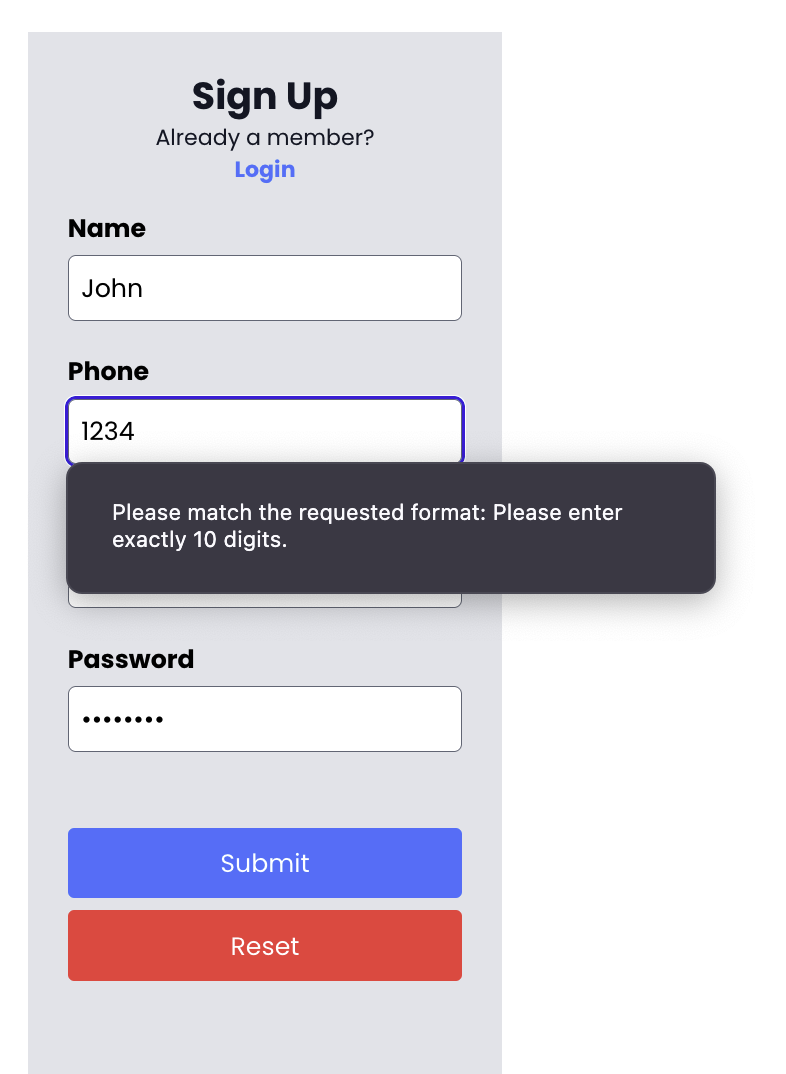 Sign Up
Already a member?
Login
Name
John
Phone
1234
Please match the requested format: Please enter
exactly 10 digits.
Password
••••••••
Submit
Reset